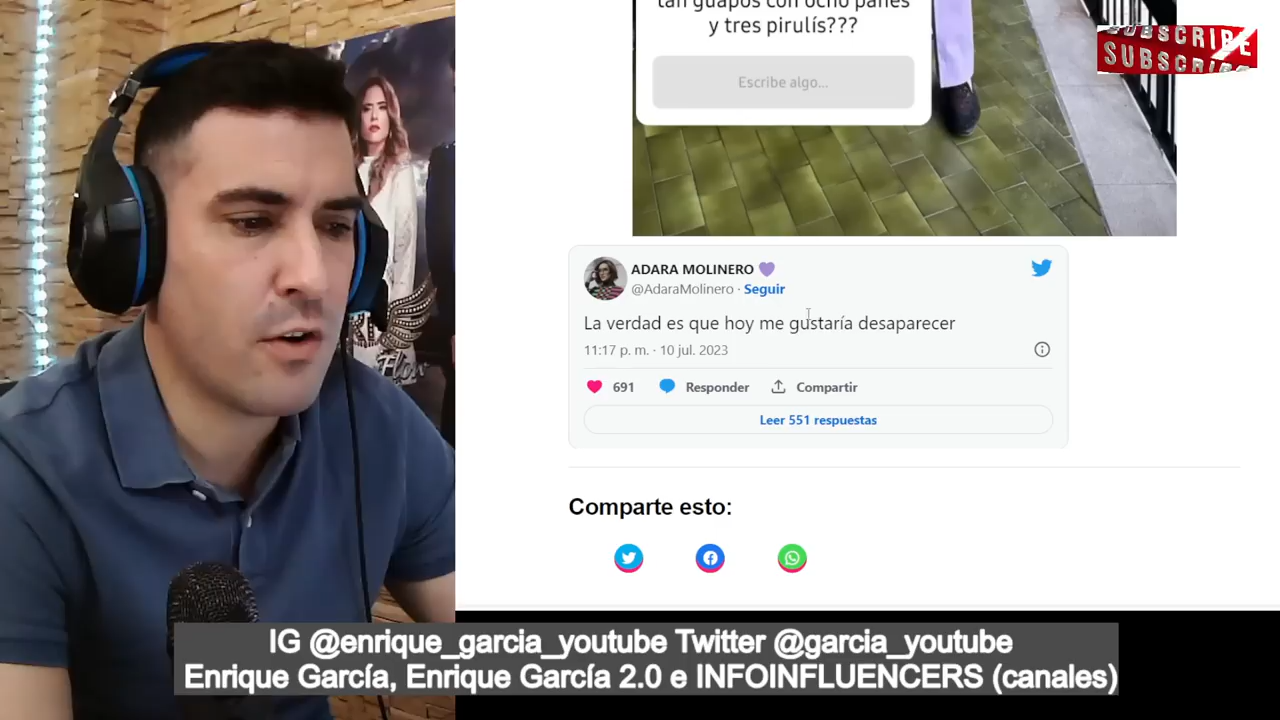 tan guapos con ocho panes
y tres pirulís???
Escribe algo...
SUBSCRIBE
SUBSCRIBE
ADARA MOLINERO 💜
@AdaraMolinero · Seguir
La verdad es que hoy me gustaría desaparecer
11:17 p. m. · 10 jul. 2023
691 Responder Compartir
Leer 551 respuestas
Comparte esto:
Flow
IG @enrique_garcia_youtube Twitter @garcia_youtube
Enrique García, Enrique García 2.0 e INFOINFLUENCERS (canales)